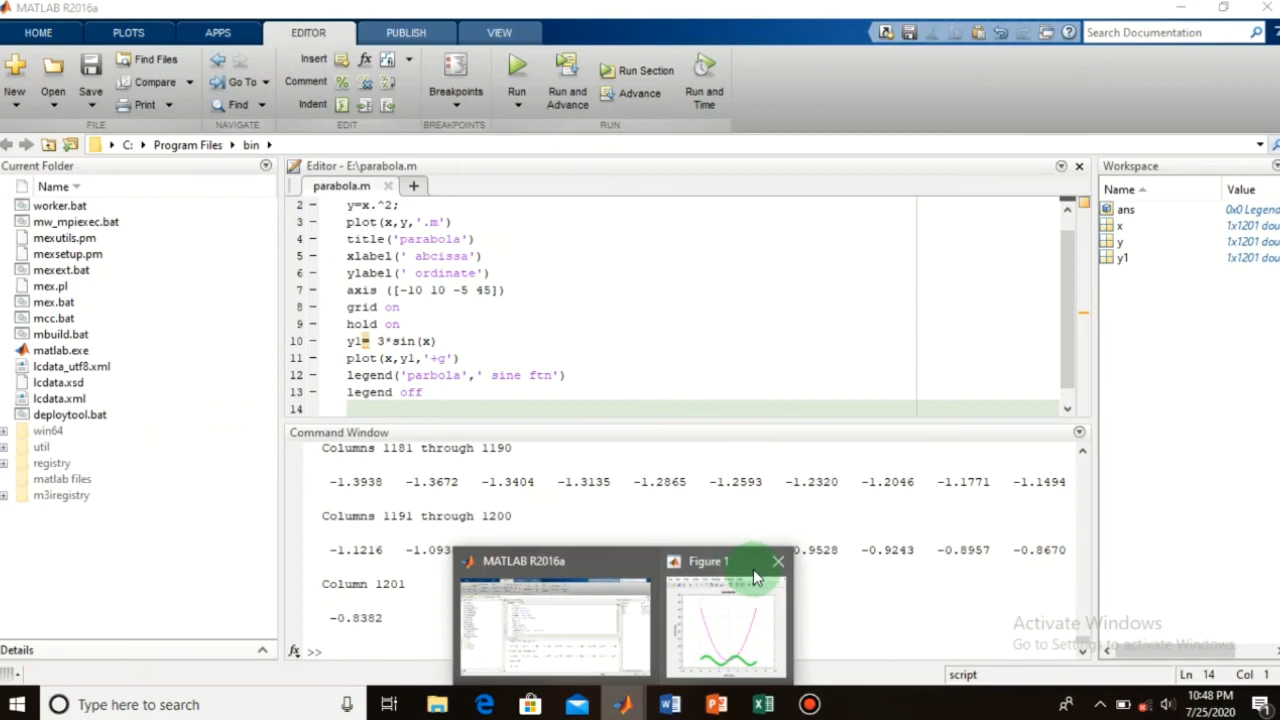 MATLAB R2016a
HOME PLOTS APPS EDITOR PUBLISH VIEW
Search Documentation
New Open Save
Find Files
Compare
Print
FILE
Go To
Find
NAVIGATE
Insert fx
Comment %
Indent
EDIT
Breakpoints
BREAKPOINTS
Run
Run and Advance
Run Section
Advance
Run and Time
RUN
C: Program Files bin
Current Folder
Name
worker.bat
mw_mpiexec.bat
mexutils.pm
mexsetup.pm
mexext.bat
mex.pl
mex.bat
mcc.bat
mbuild.bat
matlab.exe
lcdata_utf8.xml
lcdata.xsd
lcdata.xml
deploytool.bat
win64
util
registry
matlab files
m3iregistry
Details
Editor - E:\parabola.m
parabola.m
2 - y=x.^2;
3 - plot(x,y,'.m')
4 - title('parabola')
5 - xlabel(' abcissa')
6 - ylabel(' ordinate')
7 - axis ([-10 10 -5 45])
8 - grid on
9 - hold on
10 - y1= 3*sin(x)
11 - plot(x,y1,'+g')
12 - legend('parbola',' sine ftn')
13 - legend off
14
Command Window
Columns 1181 through 1190
-1.3938 -1.3672 -1.3404 -1.3135 -1.2865 -1.2593 -1.2320 -1.2046 -1.1771 -1.1494
Columns 1191 through 1200
-1.1216 -1.093 0.9528 -0.9243 -0.8957 -0.8670
Column 1201
-0.8382
fx >>
MATLAB R2016a
Figure 1
Workspace
Name Value
ans 0x0 Legend
x 1x1201 dou
y 1x1201 dou
y1 1x1201 dou
Activate Windows
Go to Settings to activate Windows.
script Ln 14 Col 1
Type here to search
10:48 PM
7/25/2020